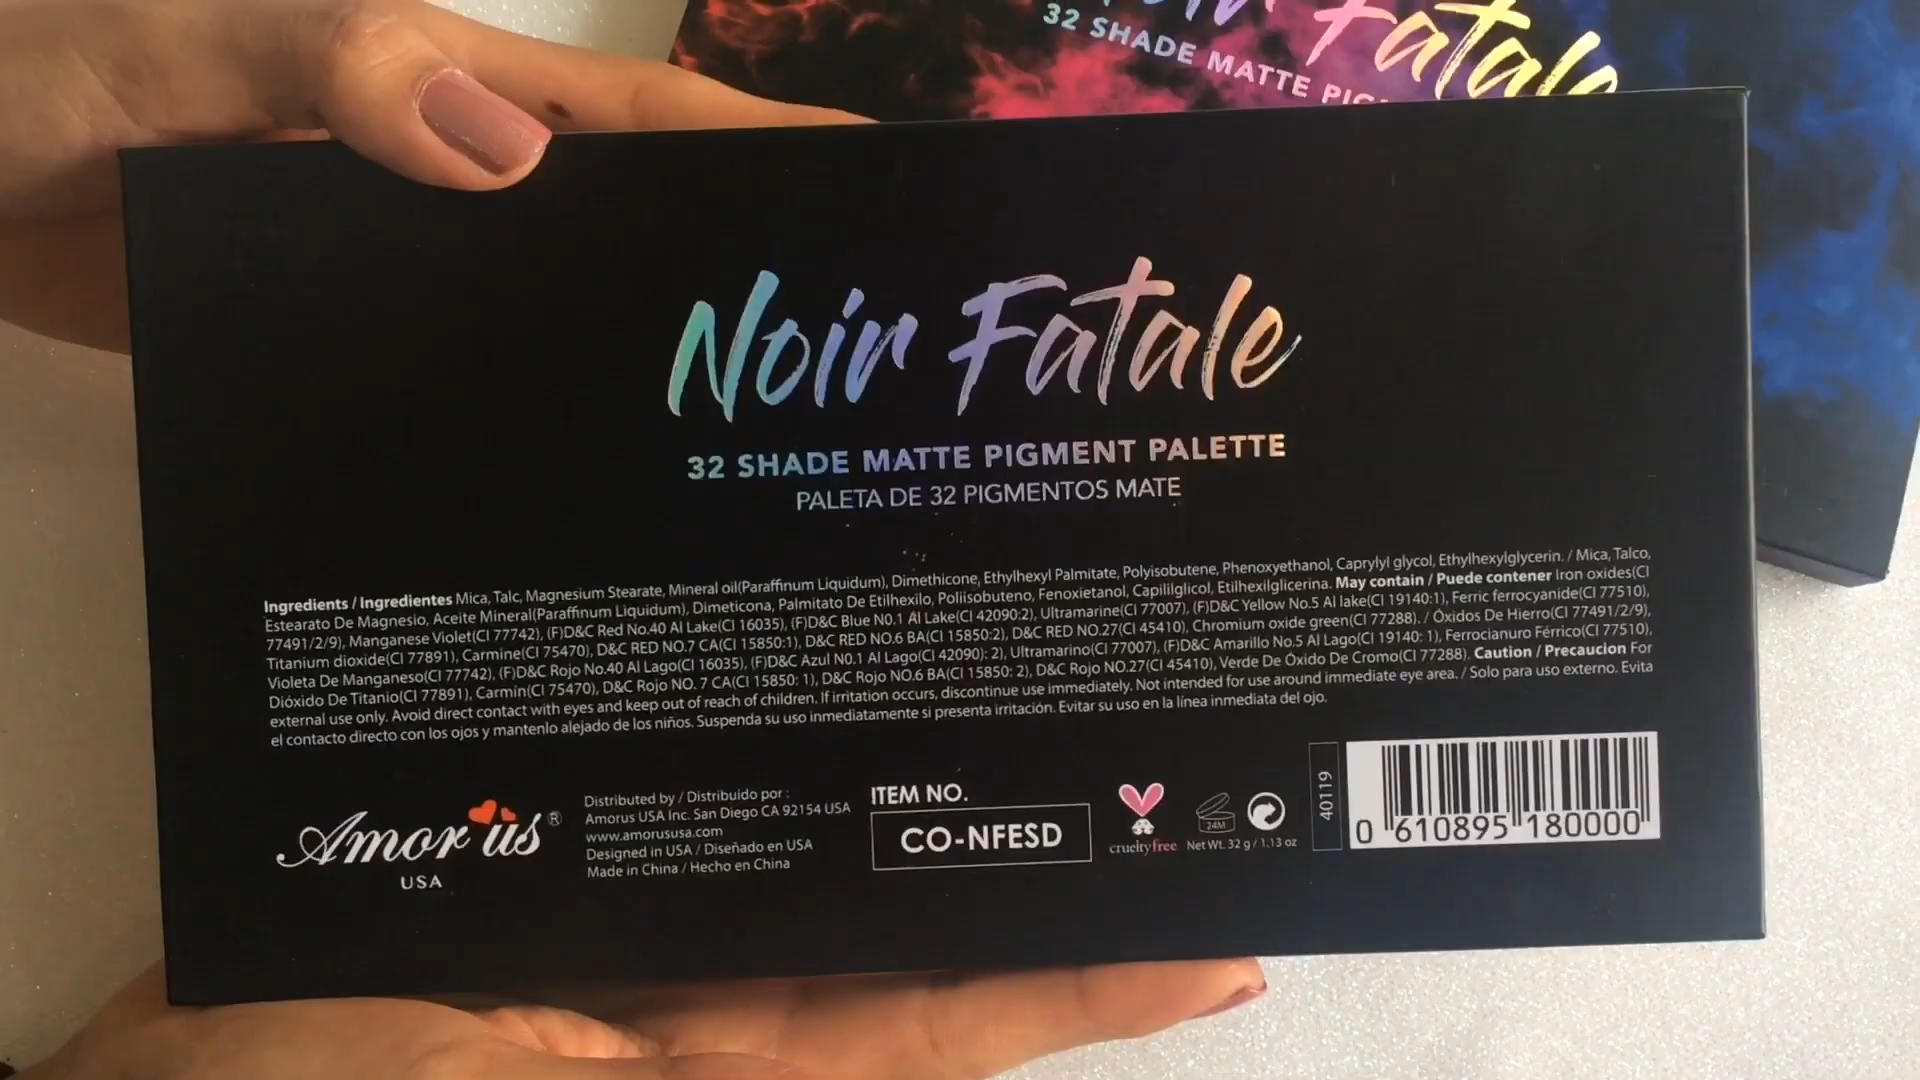 Fatale
32 SHADE MATTE
Noir Fatale
32 SHADE MATTE PIGMENT PALETTE
PALETA DE 32 PIGMENTOS MATE
Ingredients / Ingredientes Mica, Talc, Magnesium Stearate, Mineral oil(Paraffinum Liquidum), Dimethicone, Ethylhexyl Palmitate, Polyisobutene, Phenoxyethanol, Caprylyl glycol, Ethylhexylglycerin. / Mica, Talco,
Estearato De Magnesio, Aceite Mineral(Paraffinum Liquidum), Dimeticona, Palmitato De Etilhexilo, Poliisobuteno, Fenoxietanol, Capililglicol, Etilhexilglicerina. May contain / Puede contener Iron oxides(CI
77491/2/9), Manganese Violet(CI 77742), (F)D&C Red No.40 Al Lake(CI 16035), (F)D&C Blue N0.1 Al Lake(CI 42090:2), Ultramarine(CI 77007), (F)D&C Yellow No.5 Al lake(CI 19140:1), Ferric ferrocyanide(CI 77510),
Titanium dioxide(CI 77891), Carmine(CI 75470), D&C RED NO.7 CA(CI 15850:1), D&C RED NO.6 BA(CI 15850:2), D&C RED NO.27(CI 45410), Chromium oxide green(CI 77288). / Óxidos De Hierro(CI 77491/2/9),
Violeta De Manganeso(CI 77742), (F)D&C Rojo No.40 Al Lago(CI 16035), (F)D&C Azul N0.1 Al Lago(CI 42090): 2), Ultramarino(CI 77007), (F)D&C Amarillo No.5 Al Lago(CI 19140: 1), Ferrocianuro Férrico(CI 77510),
Dióxido De Titanio(CI 77891), Carmín(CI 75470), D&C Rojo NO. 7 CA(CI 15850: 1), D&C Rojo NO.6 BA(CI 15850: 2), D&C Rojo NO.27(CI 45410), Verde De Óxido De Cromo(CI 77288). Caution / Precaucion For
external use only. Avoid direct contact with eyes and keep out of reach of children. If irritation occurs, discontinue use immediately. Not intended for use around immediate eye area. / Solo para uso externo. Evita
el contacto directo con los ojos y mantenlo alejado de los niños. Suspenda su uso inmediatamente si presenta irritación. Evitar su uso en la línea inmediata del ojo.
Amor üs®
USA
Distributed by / Distribuido por :
Amorus USA Inc. San Diego CA 92154 USA
www.amorususa.com
Designed in USA / Diseñado en USA
Made in China / Hecho en China
ITEM NO.
CO-NFESD
crueltyfree
24M
Net Wt. 32 g / 1.13 oz
40119
0 610895 180000